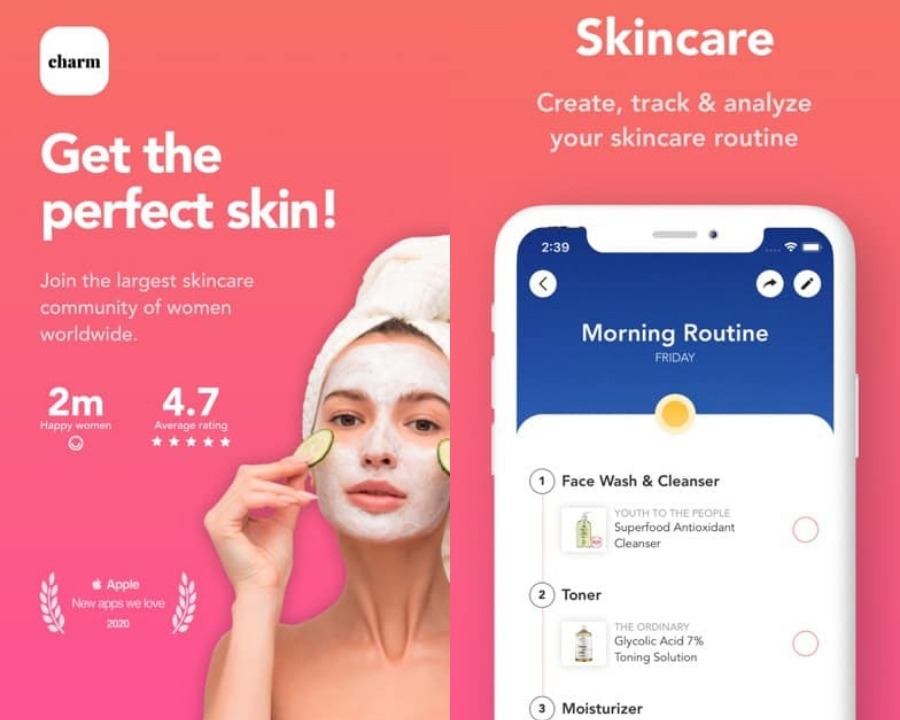 charm
Get the
perfect skin!
Join the largest skincare
community of women
worldwide.
2m
Happy women
4.7
Average rating
Apple
New apps we love
2020
Skincare
Create, track & analyze
your skincare routine
2:39
Morning Routine
FRIDAY
1 Face Wash & Cleanser
YOUTH TO THE PEOPLE
Superfood Antioxidant
Cleanser
2 Toner
THE ORDINARY
Glycolic Acid 7%
Toning Solution
3 Moisturizer